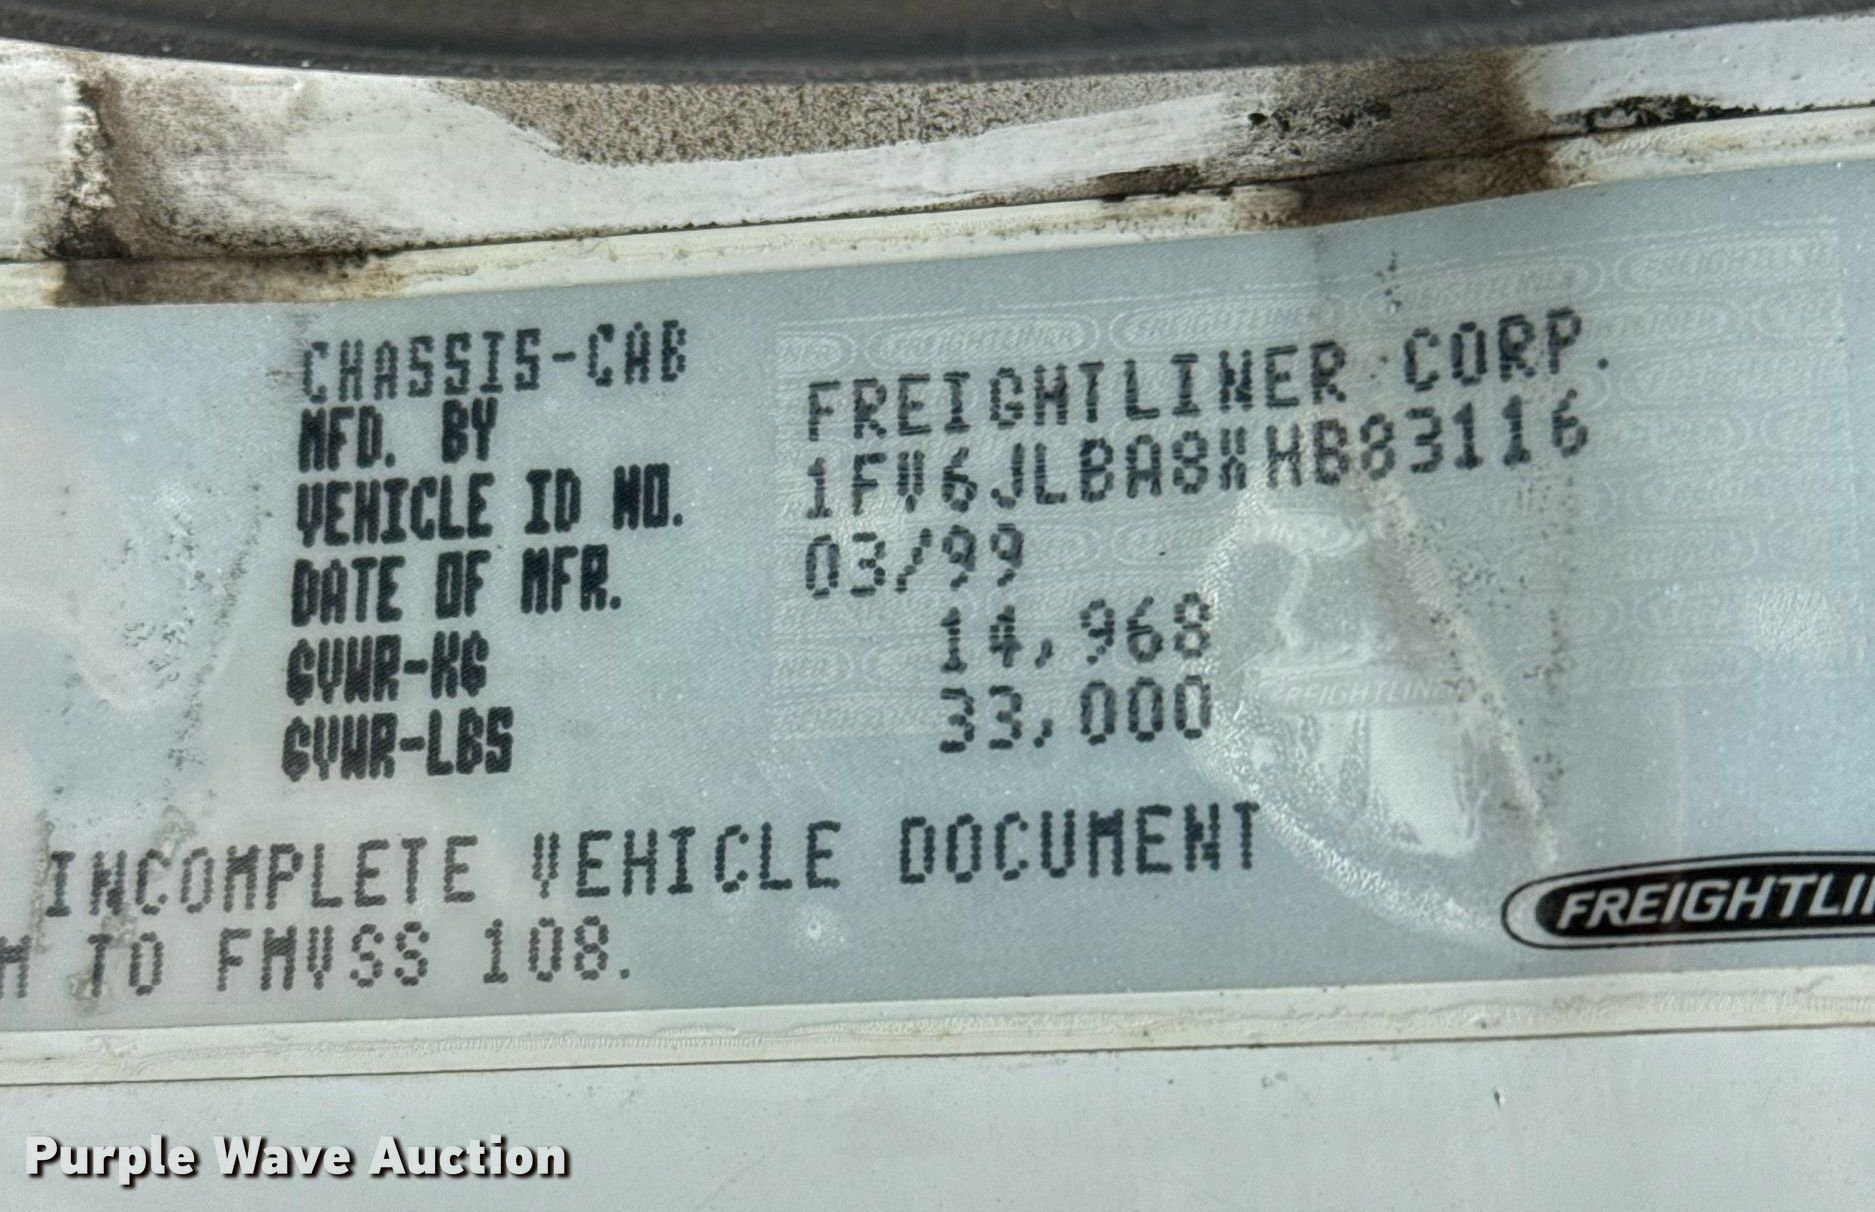 CHASSIS-CAB
MFD. BY FREIGHTLINER CORP.
VEHICLE ID NO. 1FV6JLBA8XHB83116
DATE OF MFR. 03/99
GVWR-KG 14,968
GVWR-LBS 33,000
INCOMPLETE VEHICLE DOCUMENT
M TO FMVSS 108.
FREIGHTLIN
Purple Wave Auction